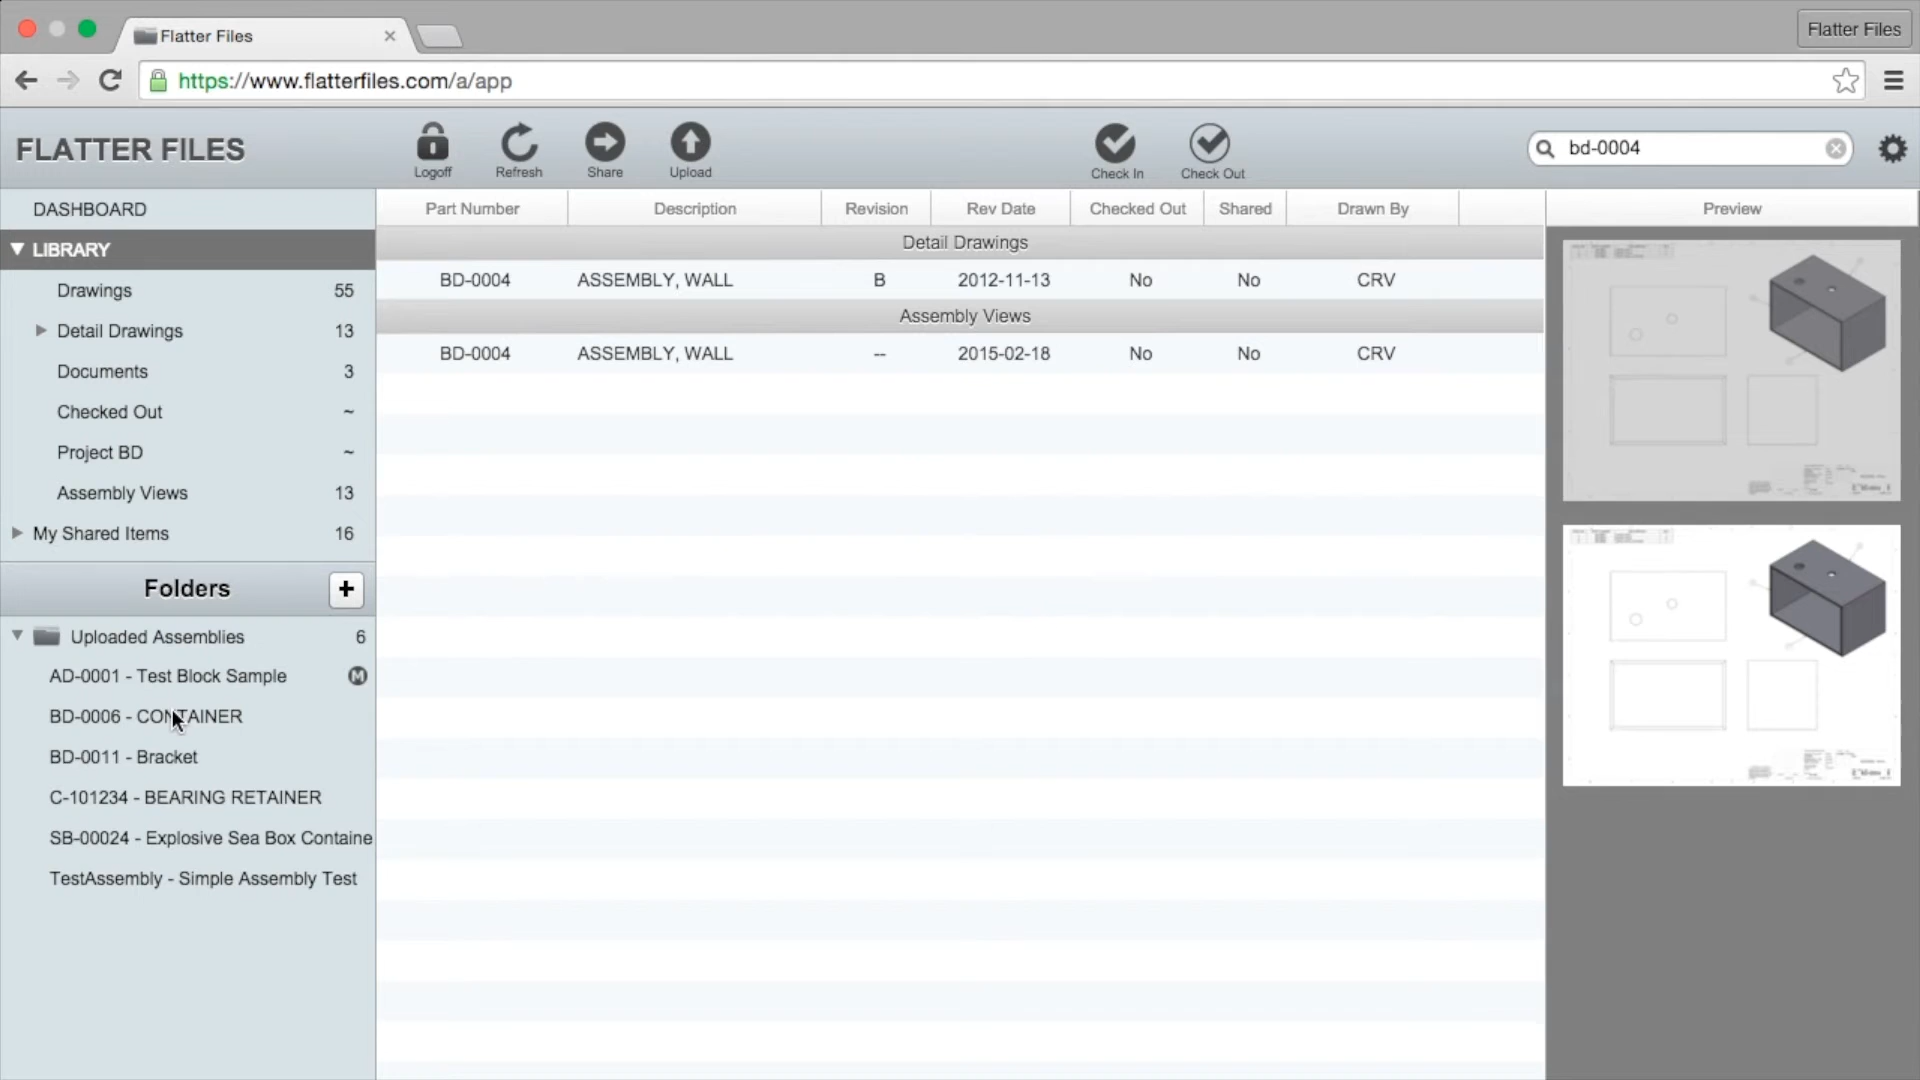 Flatter Files
Flatter Files
https://www.flatterfiles.com/a/app
FLATTER FILES
Logoff
Refresh
Share
Upload
Check In
Check Out
bd-0004
DASHBOARD
LIBRARY
Drawings 55
Detail Drawings 13
Documents 3
Checked Out ~
Project BD ~
Assembly Views 13
My Shared Items 16
Folders +
Uploaded Assemblies 6
AD-0001 - Test Block Sample M
BD-0006 - CONTAINER
BD-0011 - Bracket
C-101234 - BEARING RETAINER
SB-00024 - Explosive Sea Box Containe
TestAssembly - Simple Assembly Test
Part Number Description Revision Rev Date Checked Out Shared Drawn By
Detail Drawings
BD-0004 ASSEMBLY, WALL B 2012-11-13 No No CRV
Assembly Views
BD-0004 ASSEMBLY, WALL -- 2015-02-18 No No CRV
Preview